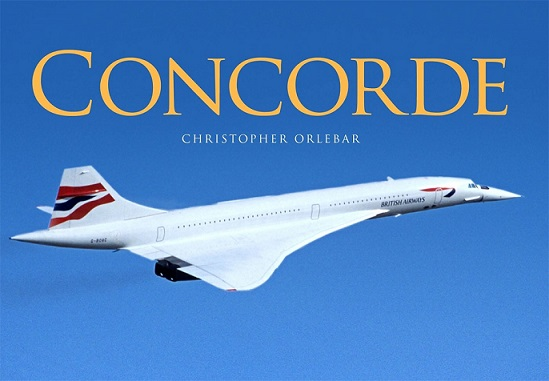 CONCORDE
CHRISTOPHER ORLEBAR
BRITISH AIRWAYS